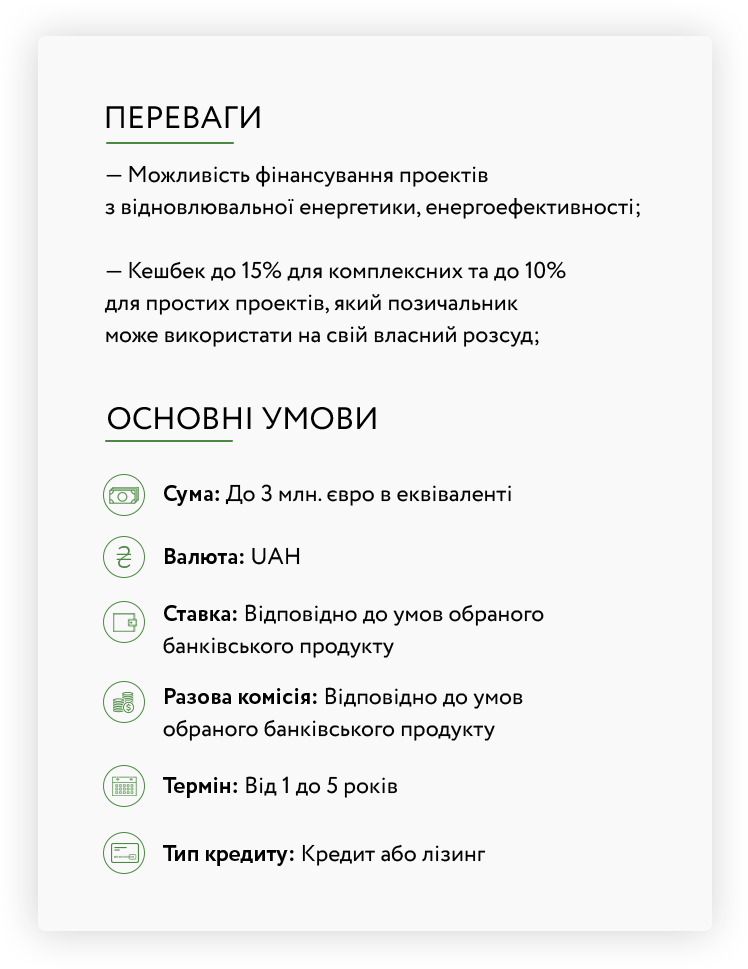 ПЕРЕВАГИ
— Можливість фінансування проектів
з відновлювальної енергетики, енергоефективності;
— Кешбек до 15% для комплексних та до 10%
для простих проектів, який позичальник
може використати на свій власний розсуд;
ОСНОВНІ УМОВИ
Сума: До 3 млн. євро в еквіваленті
₴
Валюта: UAH
Ставка: Відповідно до умов обраного
банківського продукту
Разова комісія: Відповідно до умов
обраного банківського продукту
Термін: Від 1 до 5 років
Тип кредиту: Кредит або лізинг